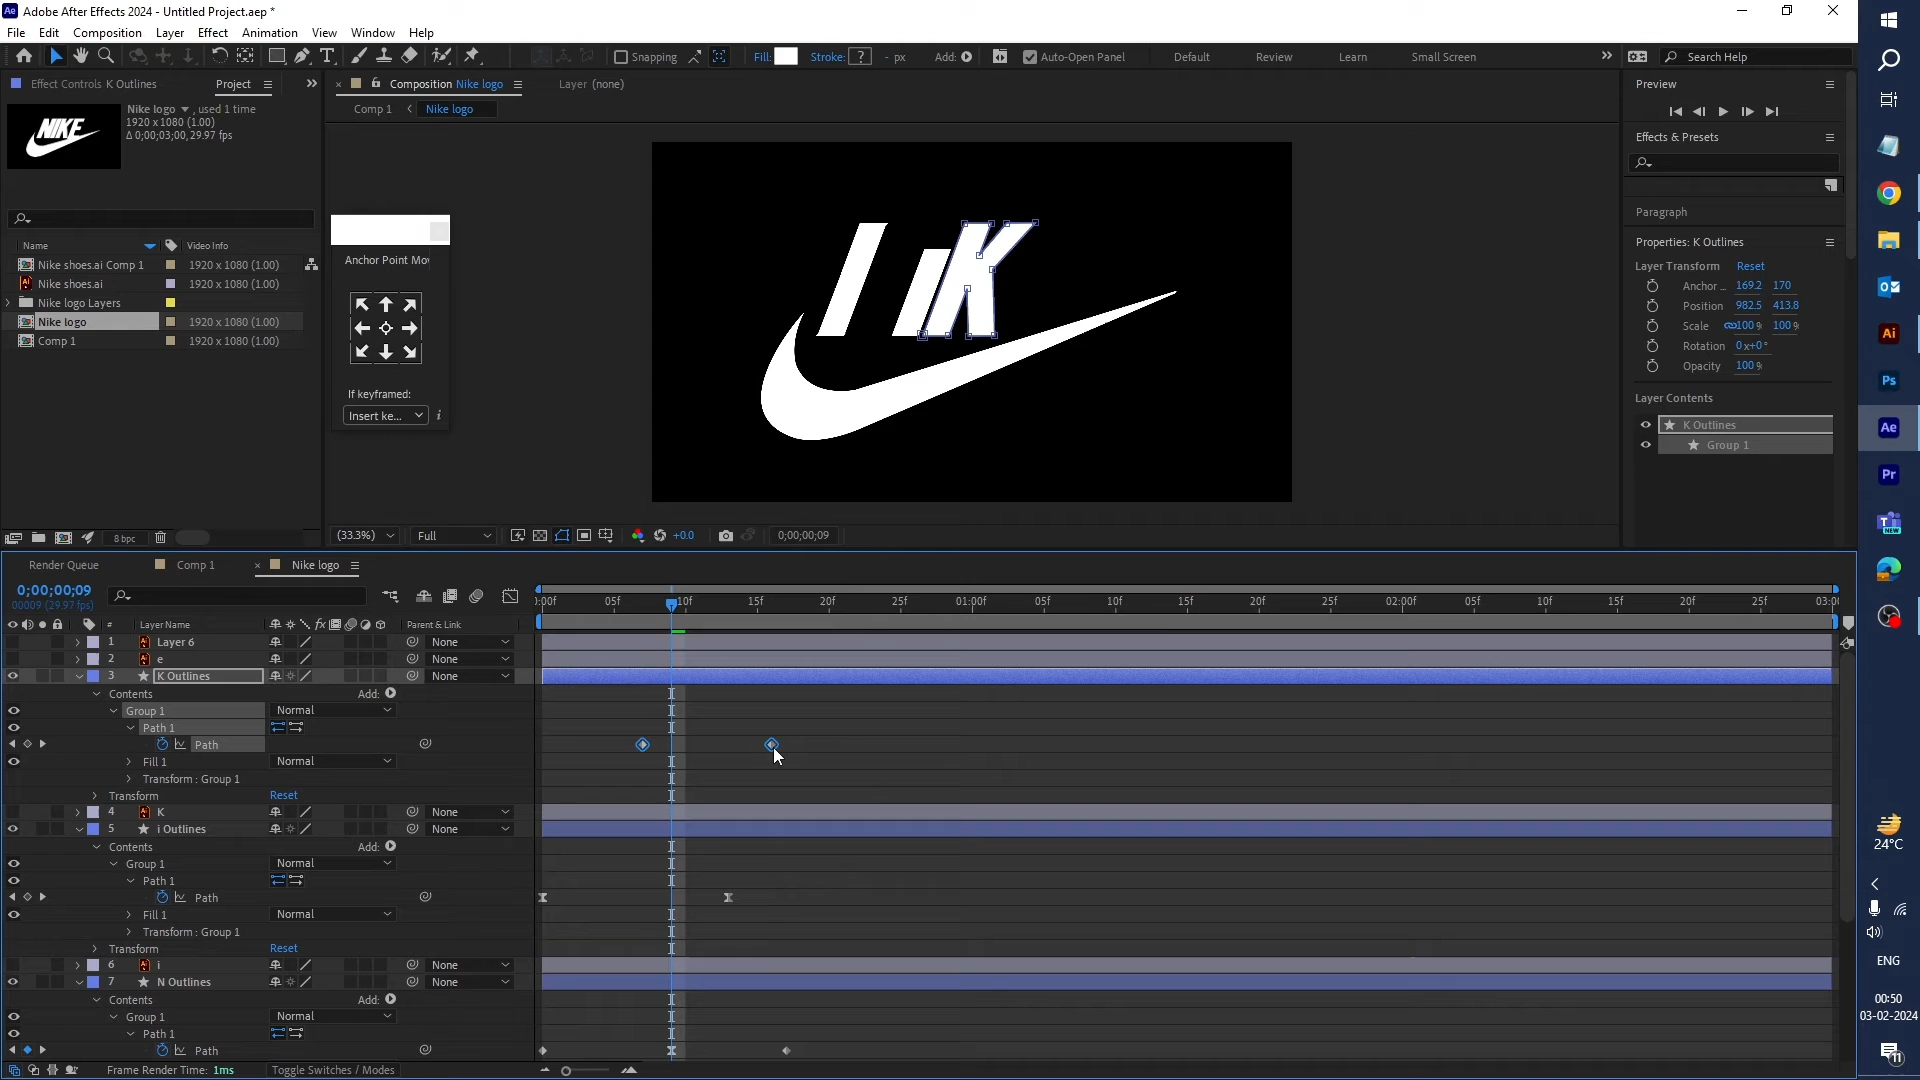 Adobe After Effects 2024 - Untitled Project.aep *
File Edit Composition Layer Effect Animation View Window Help
Snapping Fill: Stroke: ? - px Add: Auto-Open Panel Default Review Learn Small Screen Search Help
Effect Controls K Outlines Project
Composition Nike logo Layer (none)
Comp 1 Nike logo
Nike logo , used 1 time
1920 x 1080 (1.00)
Δ 0;00;03;00, 29.97 fps
NIKE
Name Video Info
Nike shoes.ai Comp 1 1920 x 1080 (1.00)
Nike shoes.ai 1920 x 1080 (1.00)
Nike logo Layers 1920 x 1080 (1.00)
Nike logo 1920 x 1080 (1.00)
Comp 1 1920 x 1080 (1.00)
8 bpc
Anchor Point Mov
If keyframed:
Insert ke... i
K
(33.3%) Full +0.0 0;00;00;09
Preview
Effects & Presets
Paragraph
Properties: K Outlines
Layer Transform Reset
Anchor .. 169.2 170
Position 982.5 413.8
Scale 100 % 100 %
Rotation 0x+0°
Opacity 100 %
Layer Contents
K Outlines
Group 1
Render Queue Comp 1 Nike logo
0;00;00;09
00009 (29.97 fps)
:00f 05f 10f 15f 20f 25f 01:00f 05f 10f 15f 20f 25f 02:00f 05f 10f 15f 20f 25f 03:00
# Layer Name fx Parent & Link
1 Layer 6 None
2 e None
3 K Outlines None
Contents Add:
Group 1 Normal
Path 1
Path
Fill 1 Normal
Transform : Group 1
Transform Reset
4 K None
5 i Outlines None
Contents Add:
Group 1 Normal
Path 1
Path
Fill 1 Normal
Transform : Group 1
Transform Reset
6 i None
7 N Outlines None
Contents Add:
Group 1 Normal
Path 1
Path
Frame Render Time: 1ms Toggle Switches / Modes
Ai
Ps
Ae
Pr
NEW
24°C
ENG
00:50
03-02-2024
11